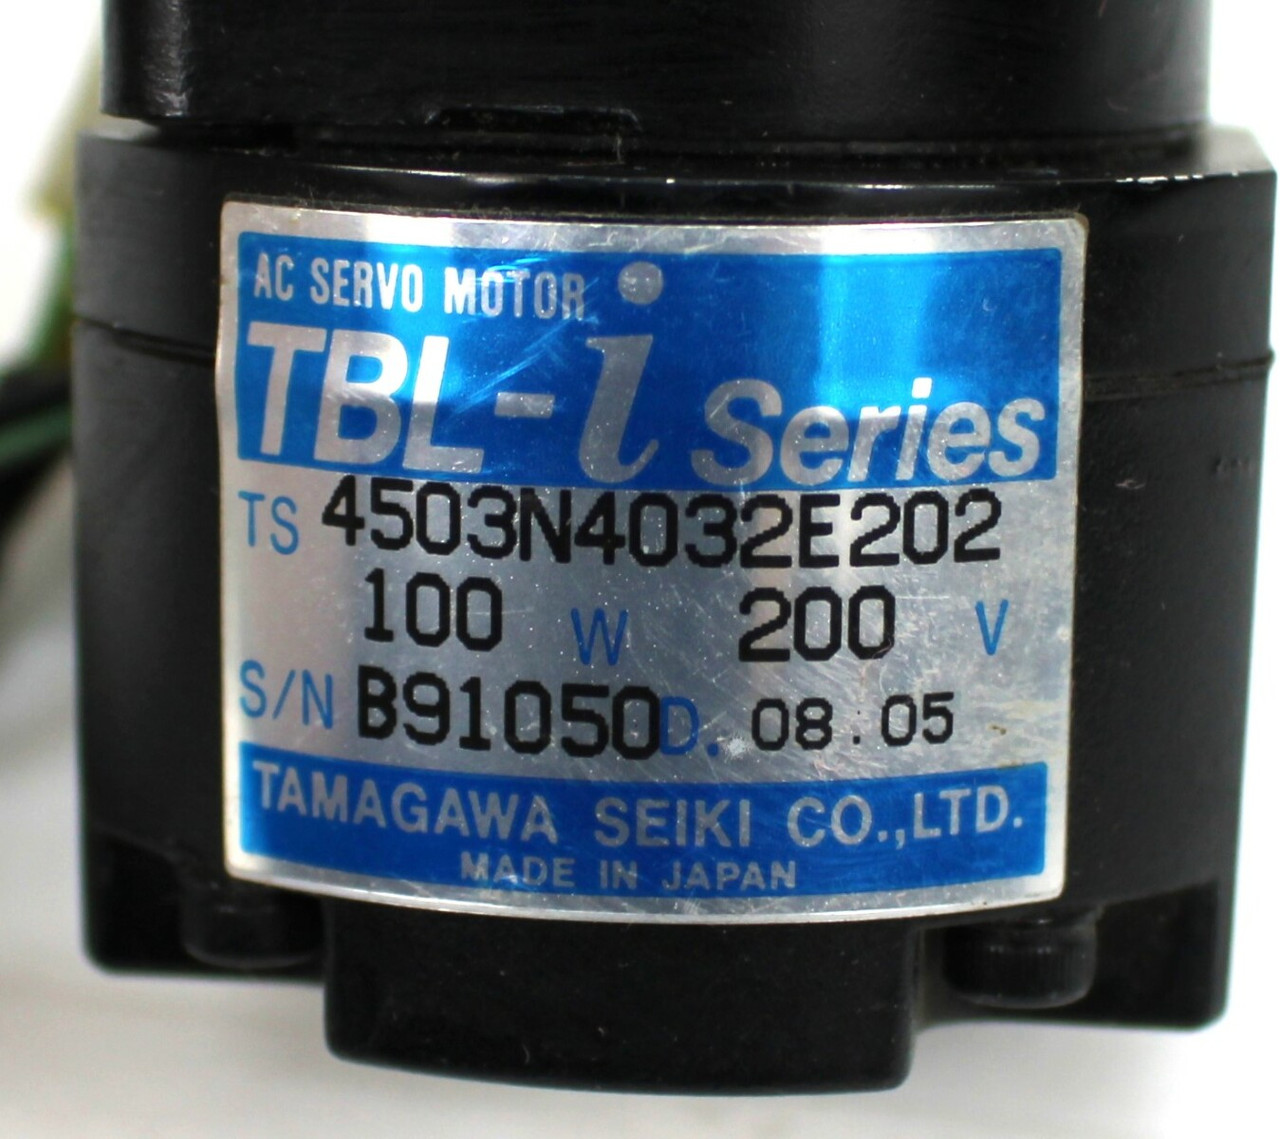 AC SERVO MOTOR
TBL-i Series
TS 4503N4032E202
100 W 200 V
S/N B91050 D. 08.05
TAMAGAWA SEIKI CO.,LTD.
MADE IN JAPAN